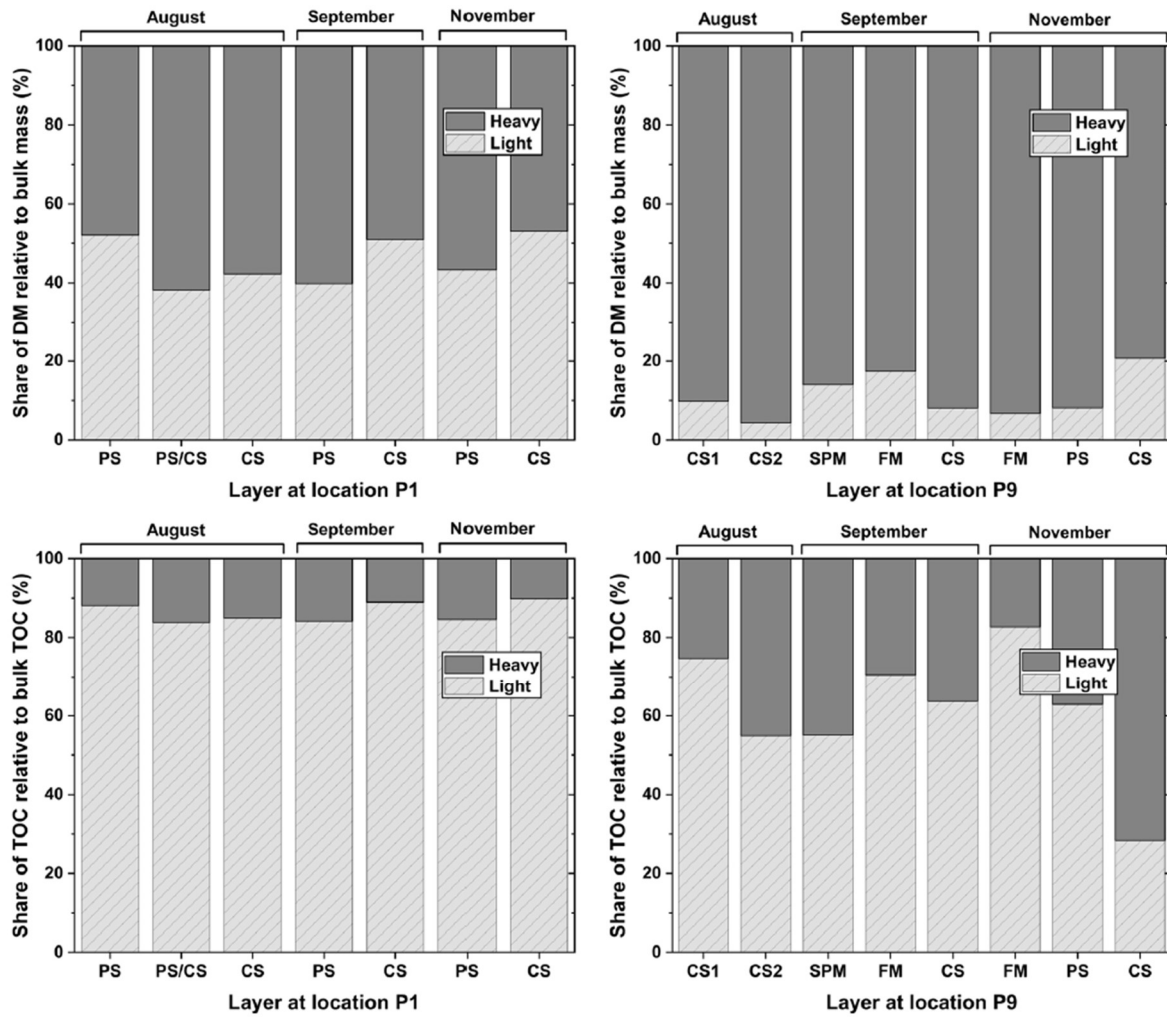 August September November
Share of DM relative to bulk mass (%)
100
80
60
40
20
0
Heavy
Light
PS PS/CS CS PS CS PS CS
Layer at location P1
August September November
Share of DM relative to bulk mass (%)
100
80
60
40
20
0
Heavy
Light
CS1 CS2 SPM FM CS FM PS CS
Layer at location P9
August September November
Share of TOC relative to bulk TOC (%)
100
80
60
40
20
0
Heavy
Light
PS PS/CS CS PS CS PS CS
Layer at location P1
August September November
Share of TOC relative to bulk TOC (%)
100
80
60
40
20
0
Heavy
Light
CS1 CS2 SPM FM CS FM PS CS
Layer at location P9